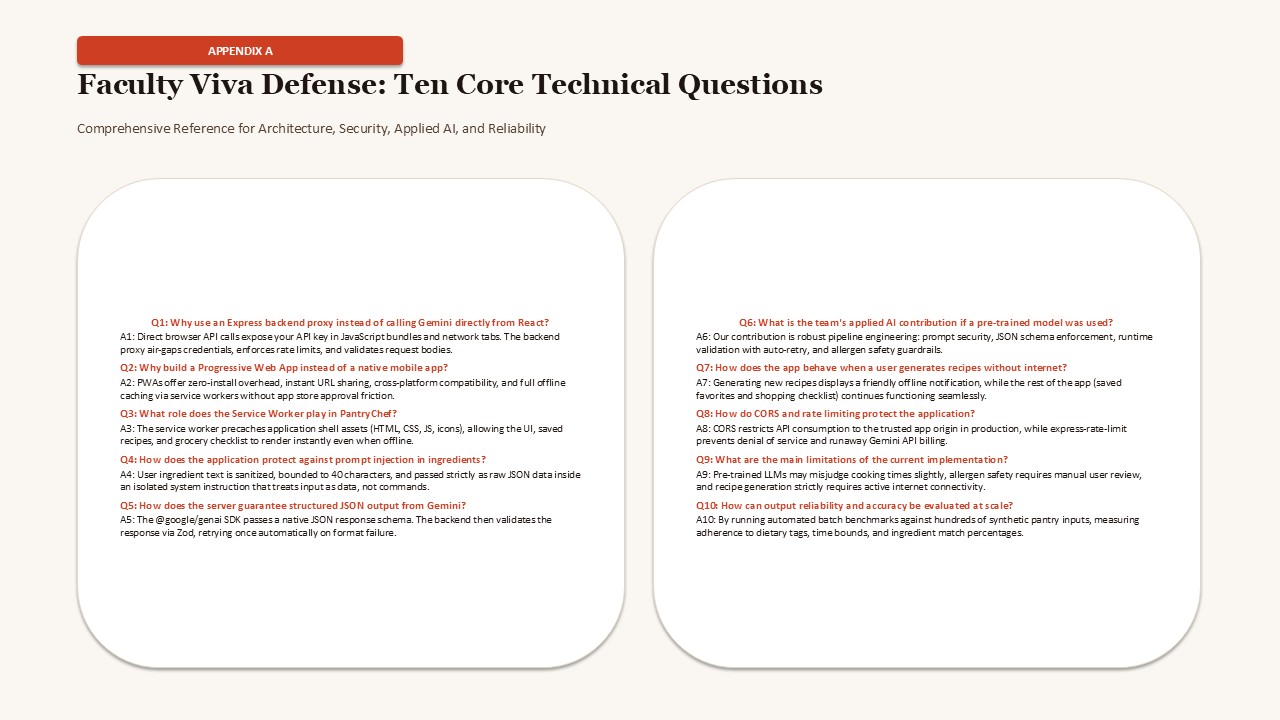 APPENDIX A
Faculty Viva Defense: Ten Core Technical Questions
Comprehensive Reference for Architecture, Security, Applied AI, and Reliability
Q1: Why use an Express backend proxy instead of calling Gemini directly from React?
A1: Direct browser API calls expose your API key in JavaScript bundles and network tabs. The backend
proxy air-gaps credentials, enforces rate limits, and validates request bodies.
Q2: Why build a Progressive Web App instead of a native mobile app?
A2: PWAs offer zero-install overhead, instant URL sharing, cross-platform compatibility, and full offline
caching via service workers without app store approval friction.
Q3: What role does the Service Worker play in PantryChef?
A3: The service worker precaches application shell assets (HTML, CSS, JS, icons), allowing the UI, saved
recipes, and grocery checklist to render instantly even when offline.
Q4: How does the application protect against prompt injection in ingredients?
A4: User ingredient text is sanitized, bounded to 40 characters, and passed strictly as raw JSON data inside
an isolated system instruction that treats input as data, not commands.
Q5: How does the server guarantee structured JSON output from Gemini?
A5: The @google/genai SDK passes a native JSON response schema. The backend then validates the
response via Zod, retrying once automatically on format failure.
Q6: What is the team's applied AI contribution if a pre-trained model was used?
A6: Our contribution is robust pipeline engineering: prompt security, JSON schema enforcement, runtime
validation with auto-retry, and allergen safety guardrails.
Q7: How does the app behave when a user generates recipes without internet?
A7: Generating new recipes displays a friendly offline notification, while the rest of the app (saved
favorites and shopping checklist) continues functioning seamlessly.
Q8: How do CORS and rate limiting protect the application?
A8: CORS restricts API consumption to the trusted app origin in production, while express-rate-limit
prevents denial of service and runaway Gemini API billing.
Q9: What are the main limitations of the current implementation?
A9: Pre-trained LLMs may misjudge cooking times slightly, allergen safety requires manual user review,
and recipe generation strictly requires active internet connectivity.
Q10: How can output reliability and accuracy be evaluated at scale?
A10: By running automated batch benchmarks against hundreds of synthetic pantry inputs, measuring
adherence to dietary tags, time bounds, and ingredient match percentages.